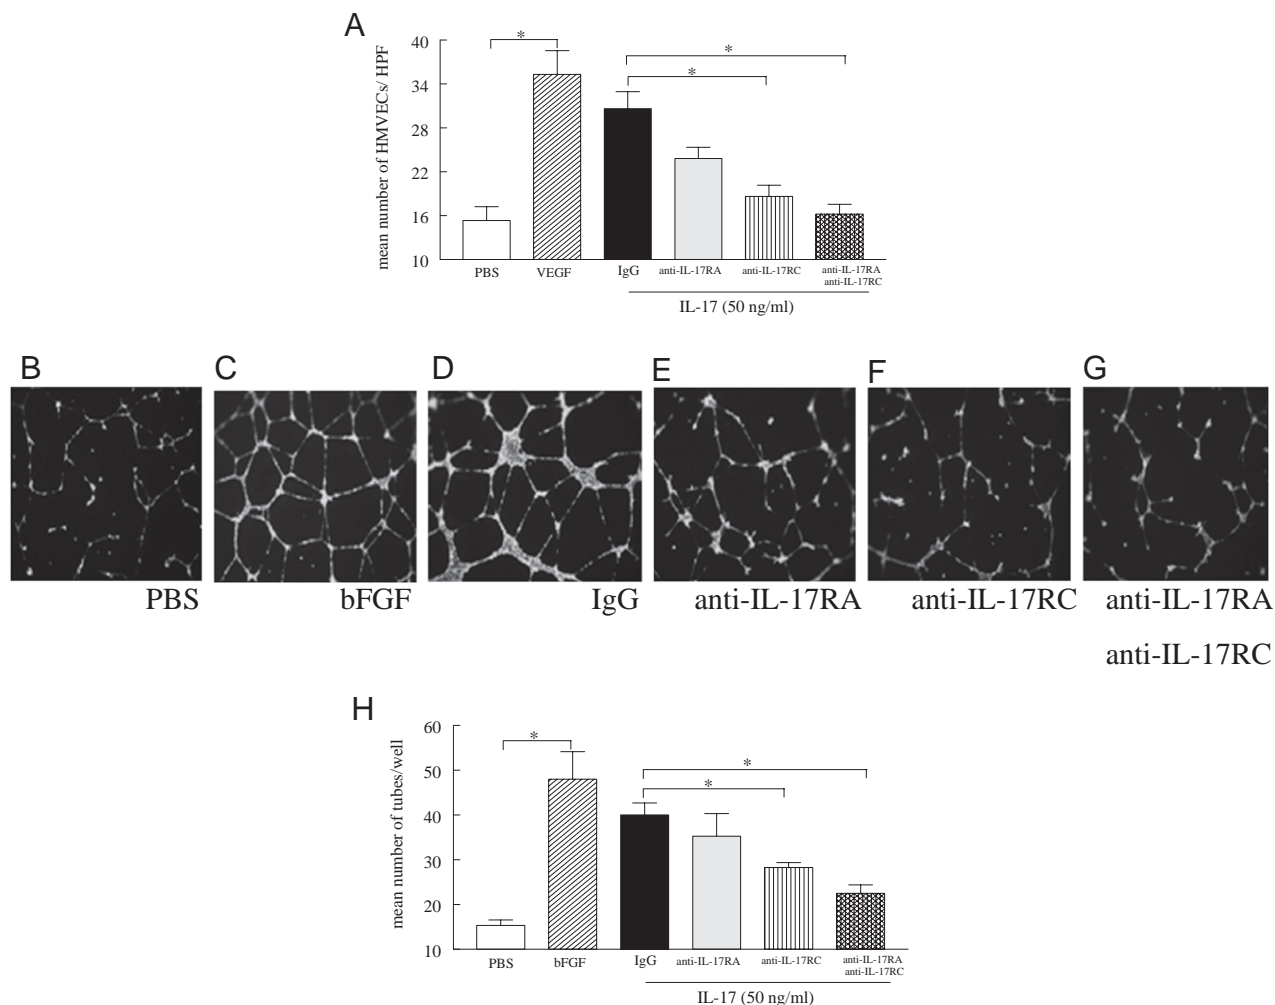 A
mean number of HMVECs/ HPF
40
34
28
22
16
10
*
*
*
PBS
VEGF
IgG
anti-IL-17RA
anti-IL-17RC
anti-IL-17RA
anti-IL-17RC
IL-17 (50 ng/ml)
B
C
D
E
F
G
PBS
bFGF
IgG
anti-IL-17RA
anti-IL-17RC
anti-IL-17RA
anti-IL-17RC
H
mean number of tubes/well
60
50
40
30
20
10
*
*
*
PBS
bFGF
IgG
anti-IL-17RA
anti-IL-17RC
anti-IL-17RA
anti-IL-17RC
IL-17 (50 ng/ml)